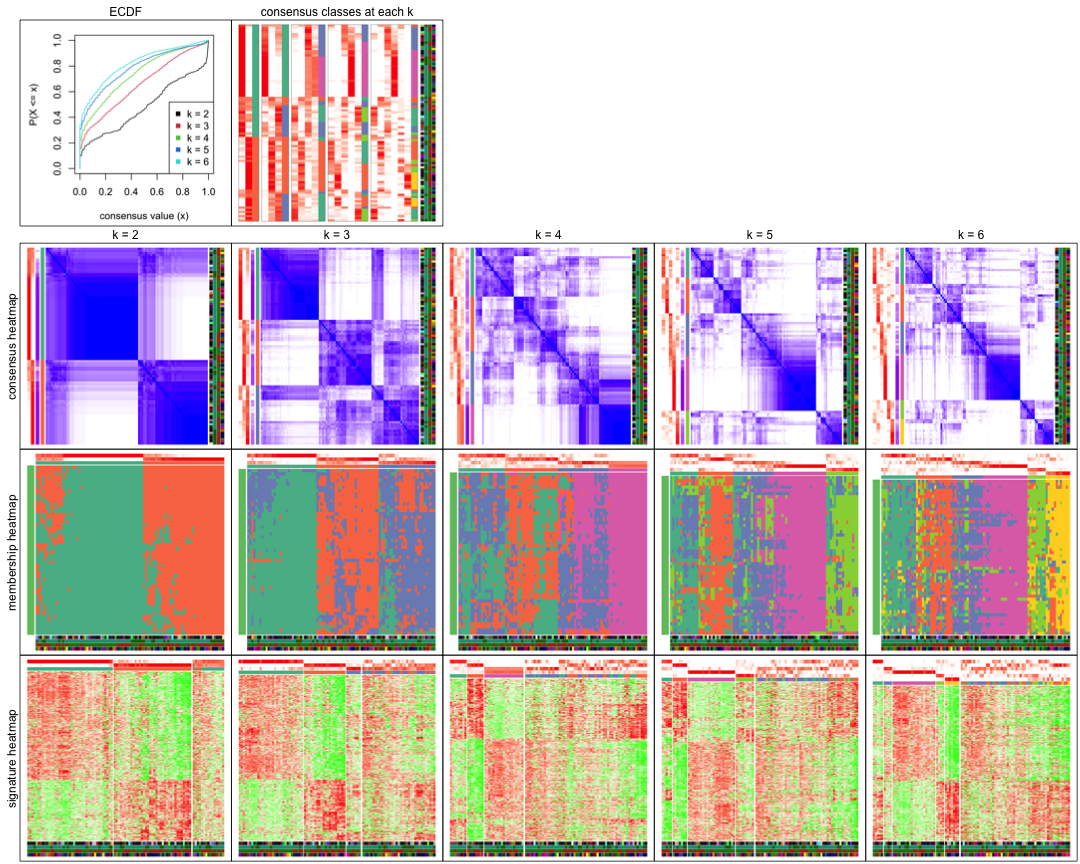 ECDF
consensus classes at each k
P(X <= x)
1.0
0.8
0.6
0.4
0.2
0.0
k = 2
k = 3
k = 4
k = 5
k = 6
0.0 0.2 0.4 0.6 0.8 1.0
consensus value (x)
k = 2 k = 3 k = 4 k = 5 k = 6
consensus heatmap
membership heatmap
signature heatmap